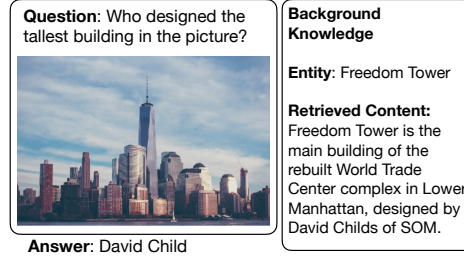 Question: Who designed the
tallest building in the picture?
Answer: David Child
Background
Knowledge
Entity: Freedom Tower
Retrieved Content:
Freedom Tower is the
main building of the
rebuilt World Trade
Center complex in Lower
Manhattan, designed by
David Childs of SOM.